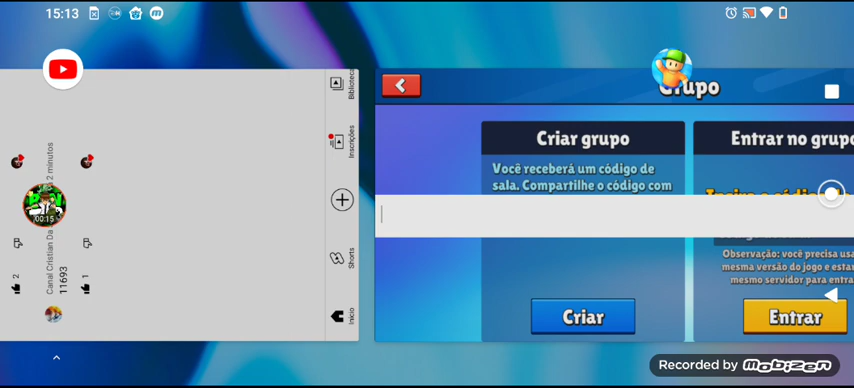 15:13
Grupo
Criar grupo
Você receberá um código de
sala. Compartilhe o código com
Criar
Entrar no grupo
Observação: você precisa usa
mesma versão do jogo e estar
mesmo servidor para entra
Entrar
Biblioteca
Inscrições
Shorts
Início
2 minutos
Canal Cristian Da
11693
2
1
00:15
Recorded by mobizen